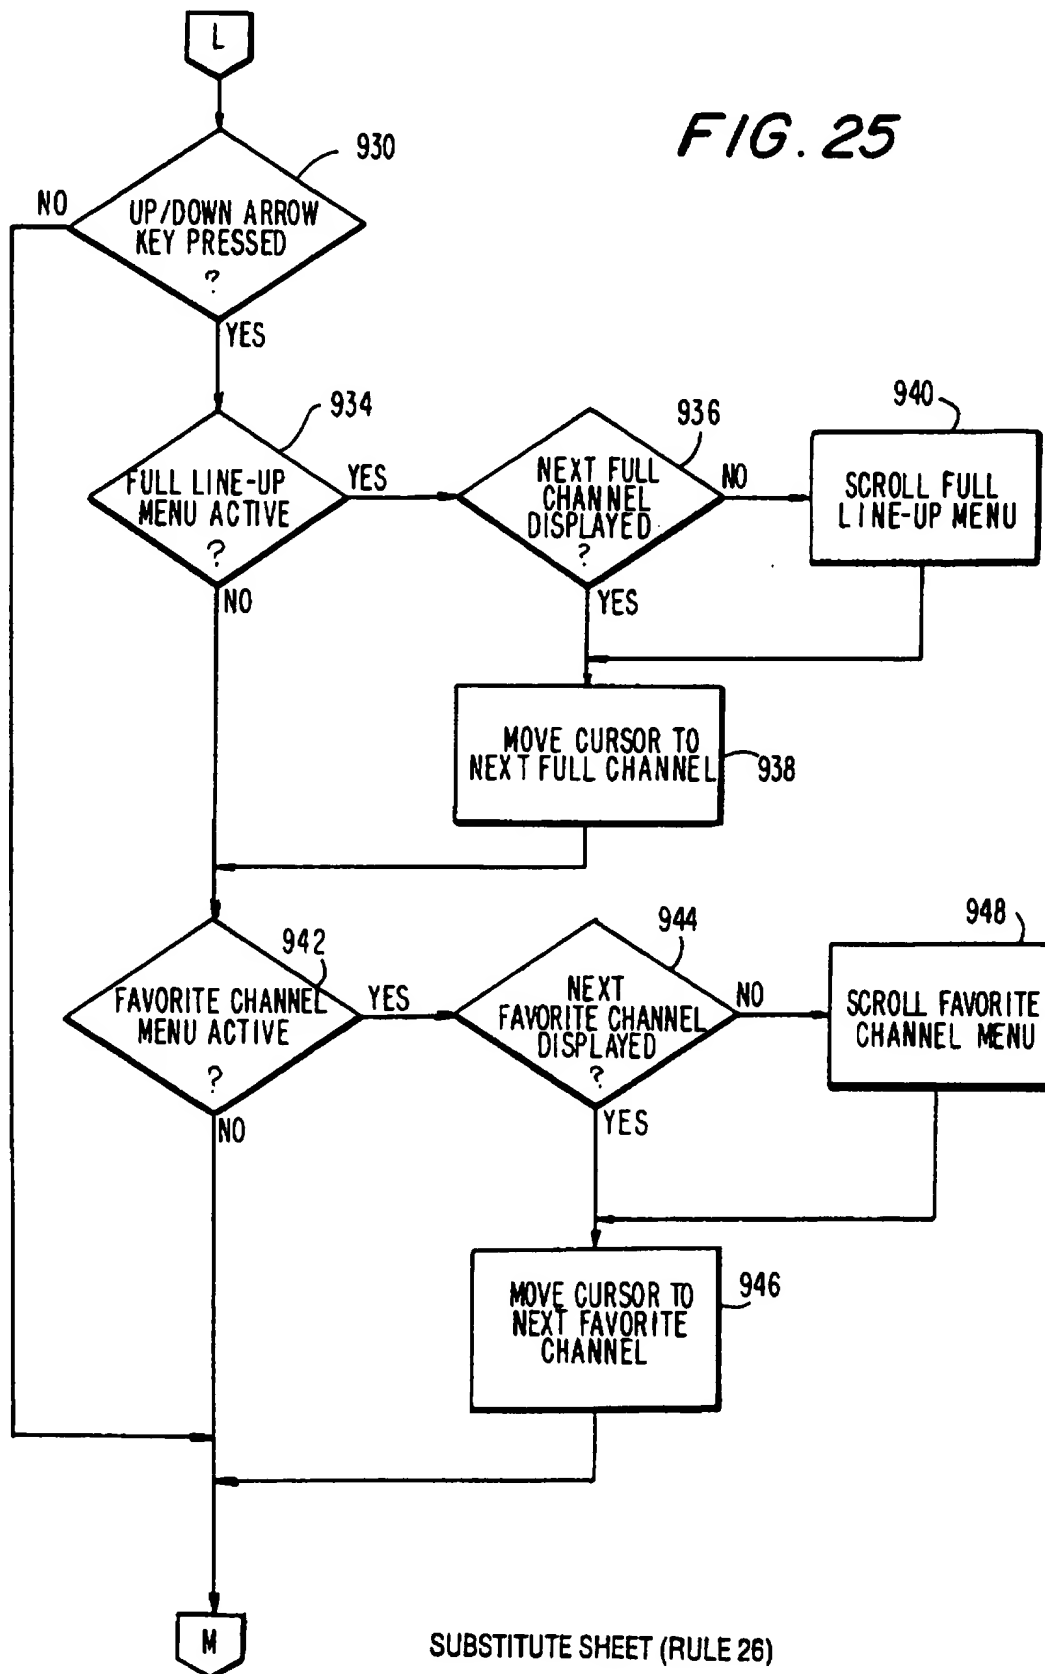 L
FIG. 25
930
NO
UP/DOWN ARROW
KEY PRESSED
?
YES
934
FULL LINE-UP
MENU ACTIVE
?
YES
NO
936
NEXT FULL
CHANNEL
DISPLAYED
?
NO
YES
940
SCROLL FULL
LINE-UP MENU
MOVE CURSOR TO
NEXT FULL CHANNEL
938
942
FAVORITE CHANNEL
MENU ACTIVE
?
YES
NO
944
NEXT
FAVORITE CHANNEL
DISPLAYED
?
NO
YES
948
SCROLL FAVORITE
CHANNEL MENU
MOVE CURSOR TO
NEXT FAVORITE
CHANNEL
946
M
SUBSTITUTE SHEET (RULE 26)